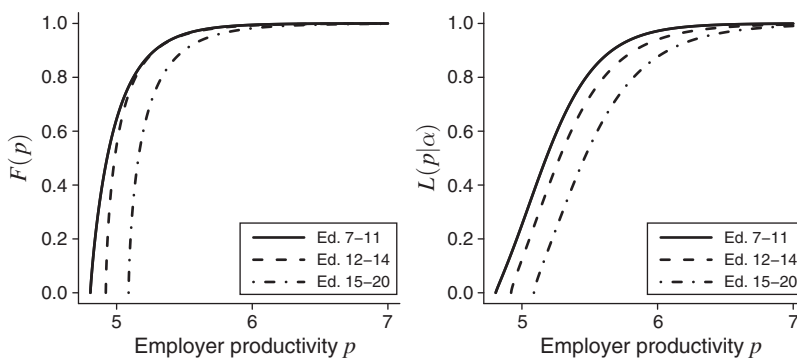 F(p)
1.0
0.8
0.6
0.4
0.2
0.0
Ed. 7–11
Ed. 12–14
Ed. 15–20
5 6 7
Employer productivity p
L(p|α)
1.0
0.8
0.6
0.4
0.2
0.0
Ed. 7–11
Ed. 12–14
Ed. 15–20
5 6 7
Employer productivity p